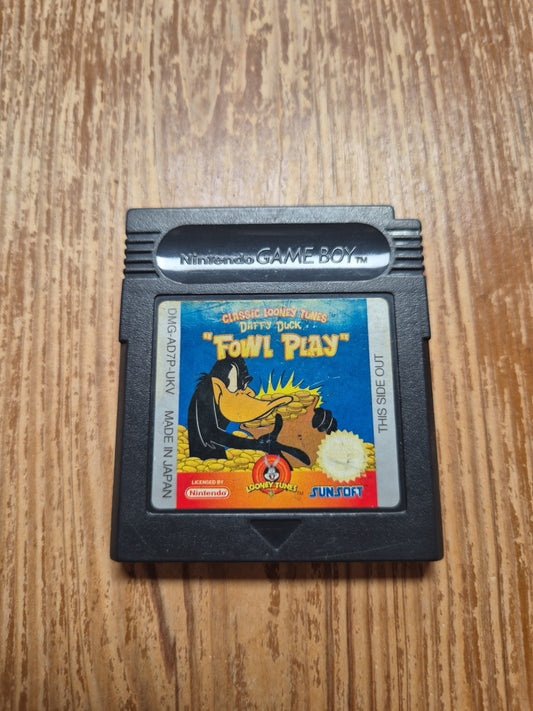 Nintendo GAME BOY™
CLASSIC LOONEY TUNES
DAFFY DUCK
"FOWL PLAY"
DMG-AD7P-UKV MADE IN JAPAN
THIS SIDE OUT
LICENSED BY
Nintendo
LOONEY TUNES
SUNSOFT